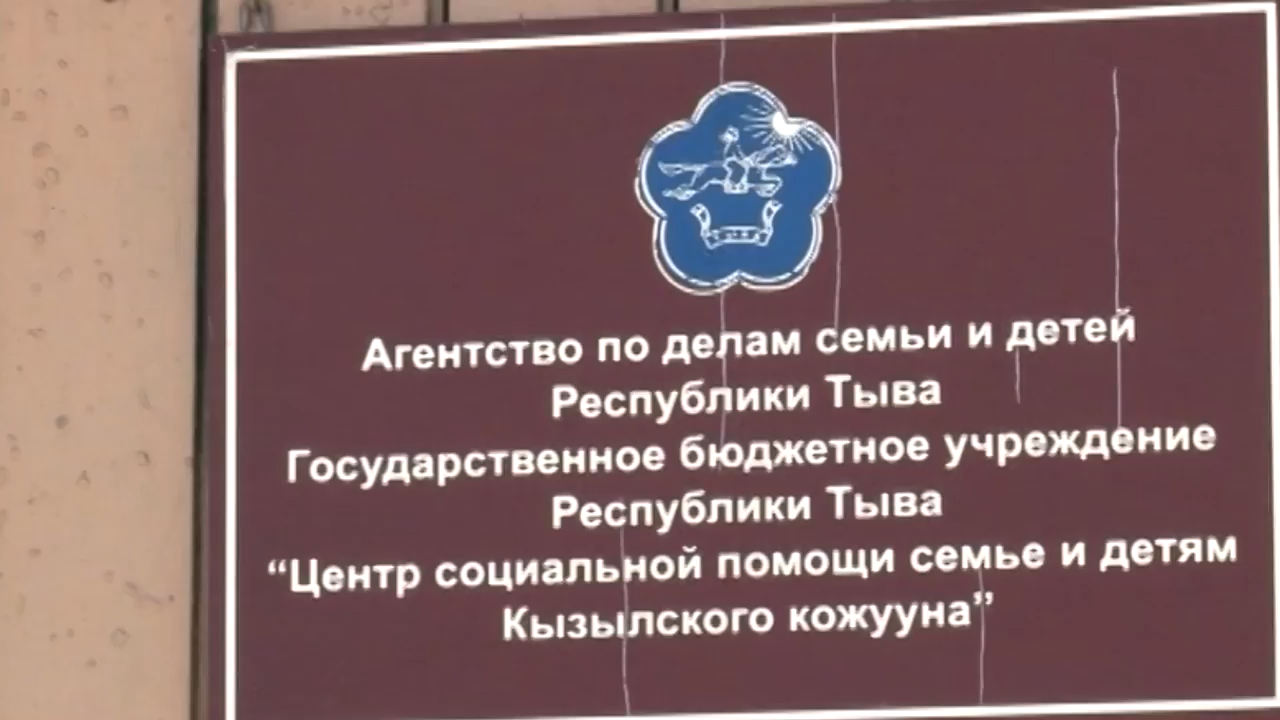 Агентство по делам семьи и детей
Республики Тыва
Государственное бюджетное учреждение
Республики Тыва
“Центр социальной помощи семье и детям
Кызылского кожууна”